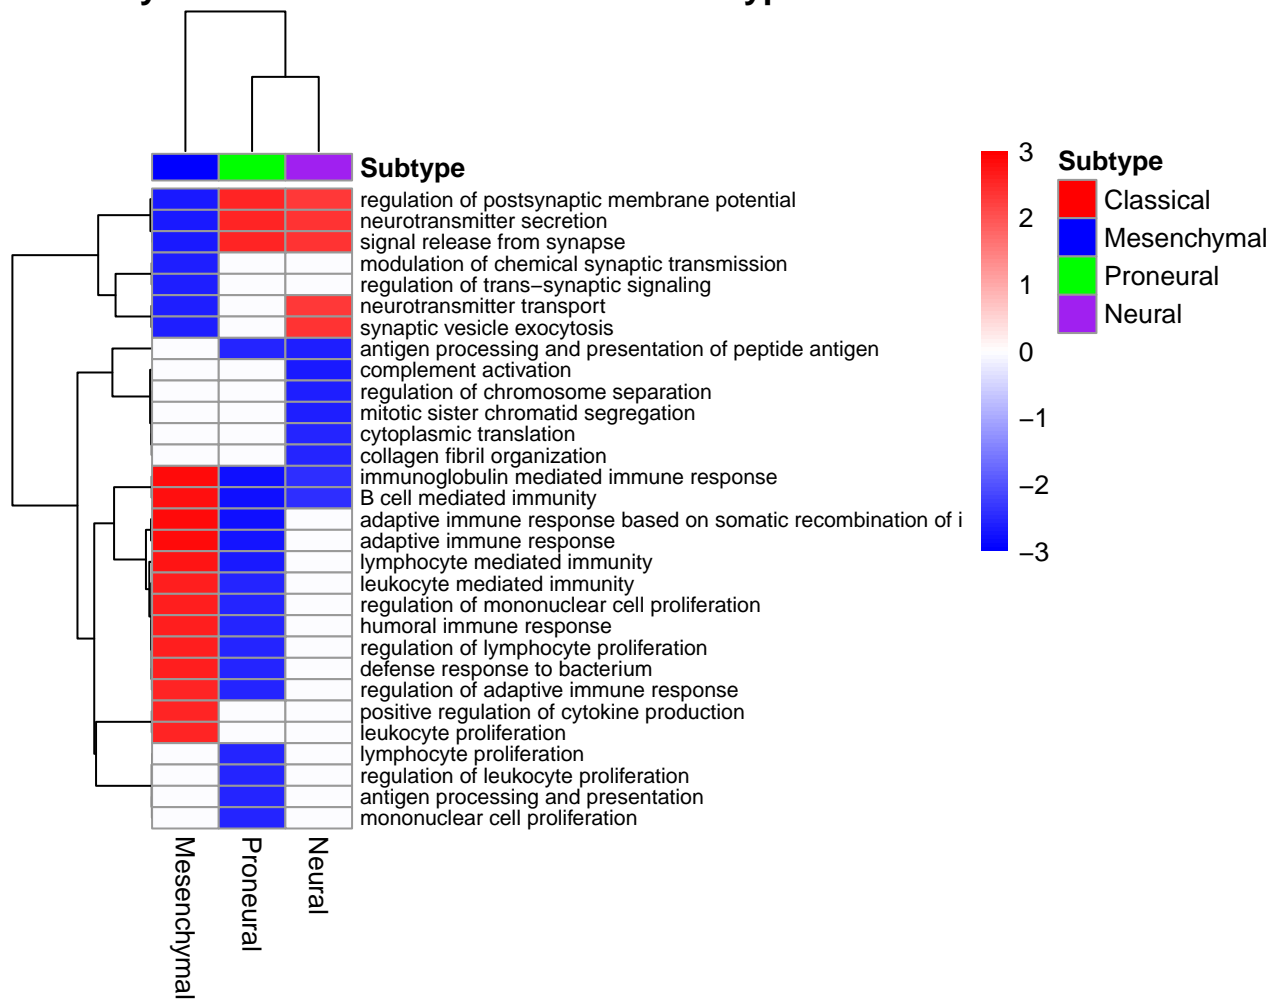 Subtype
regulation of postsynaptic membrane potential
neurotransmitter secretion
signal release from synapse
modulation of chemical synaptic transmission
regulation of trans−synaptic signaling
neurotransmitter transport
synaptic vesicle exocytosis
antigen processing and presentation of peptide antigen
complement activation
regulation of chromosome separation
mitotic sister chromatid segregation
cytoplasmic translation
collagen fibril organization
immunoglobulin mediated immune response
B cell mediated immunity
adaptive immune response based on somatic recombination of i
adaptive immune response
lymphocyte mediated immunity
leukocyte mediated immunity
regulation of mononuclear cell proliferation
humoral immune response
regulation of lymphocyte proliferation
defense response to bacterium
regulation of adaptive immune response
positive regulation of cytokine production
leukocyte proliferation
lymphocyte proliferation
regulation of leukocyte proliferation
antigen processing and presentation
mononuclear cell proliferation
Mesenchymal
Proneural
Neural
3
2
1
0
−1
−2
−3
Subtype
Classical
Mesenchymal
Proneural
Neural